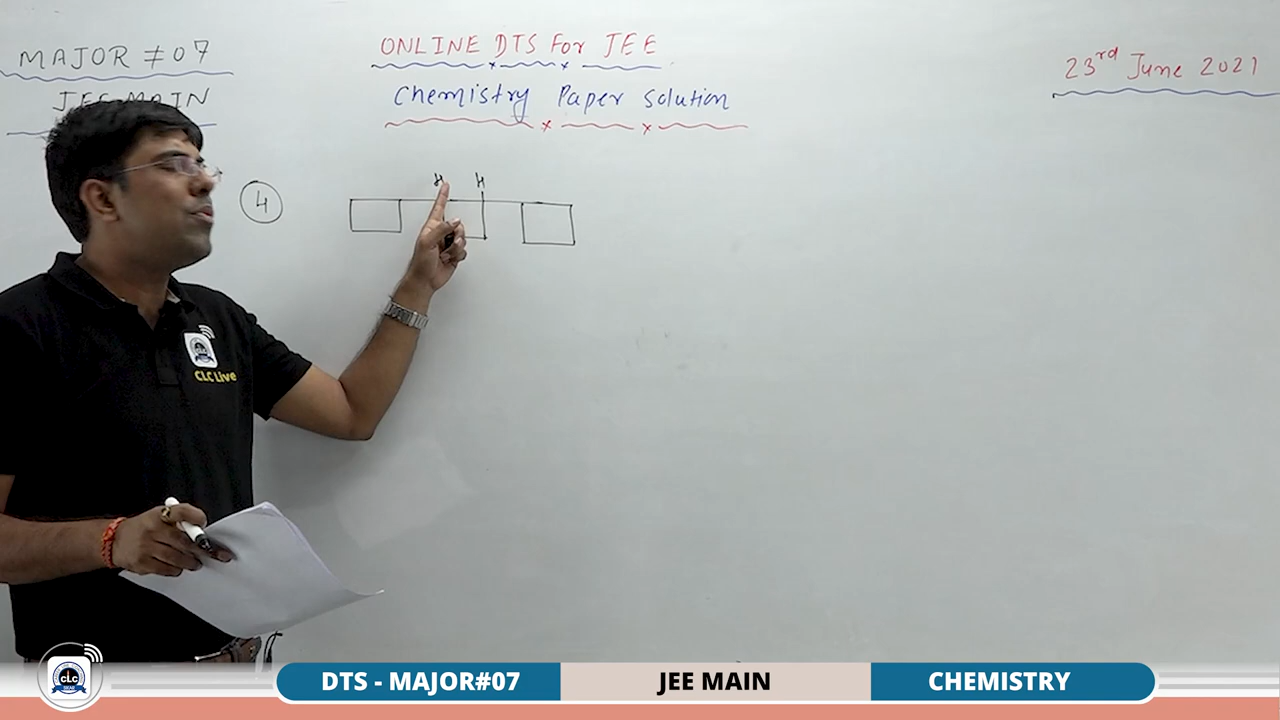 MAJOR # 07
JEE MAIN
ONLINE DTS For JEE
Chemistry Paper Solution
23rd June 2021
4
H H
CLC Live
CLC
DTS - MAJOR#07
JEE MAIN
CHEMISTRY